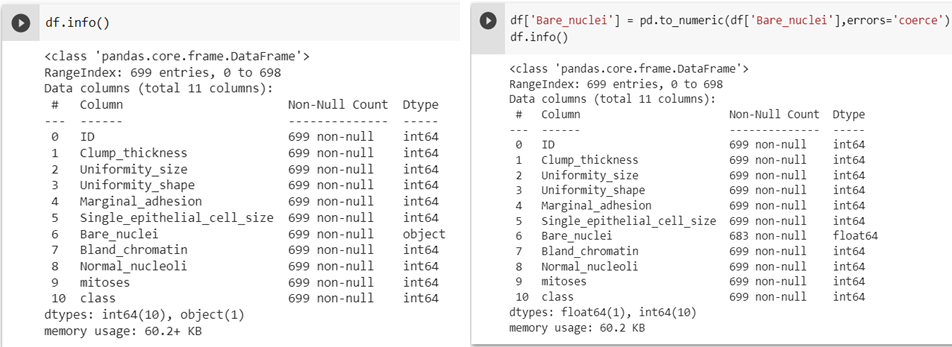 df.info()
<class 'pandas.core.frame.DataFrame'>
RangeIndex: 699 entries, 0 to 698
Data columns (total 11 columns):
 #   Column                       Non-Null Count  Dtype
---  ------                       --------------  -----
 0   ID                           699 non-null    int64
 1   Clump_thickness              699 non-null    int64
 2   Uniformity_size              699 non-null    int64
 3   Uniformity_shape             699 non-null    int64
 4   Marginal_adhesion            699 non-null    int64
 5   Single_epithelial_cell_size  699 non-null    int64
 6   Bare_nuclei                  699 non-null    object
 7   Bland_chromatin              699 non-null    int64
 8   Normal_nucleoli              699 non-null    int64
 9   mitoses                      699 non-null    int64
 10  class                        699 non-null    int64
dtypes: int64(10), object(1)
memory usage: 60.2+ KB
df['Bare_nuclei'] = pd.to_numeric(df['Bare_nuclei'],errors='coerce')
df.info()
<class 'pandas.core.frame.DataFrame'>
RangeIndex: 699 entries, 0 to 698
Data columns (total 11 columns):
 #   Column                       Non-Null Count  Dtype
---  ------                       --------------  -----
 0   ID                           699 non-null    int64
 1   Clump_thickness              699 non-null    int64
 2   Uniformity_size              699 non-null    int64
 3   Uniformity_shape             699 non-null    int64
 4   Marginal_adhesion            699 non-null    int64
 5   Single_epithelial_cell_size  699 non-null    int64
 6   Bare_nuclei                  683 non-null    float64
 7   Bland_chromatin              699 non-null    int64
 8   Normal_nucleoli              699 non-null    int64
 9   mitoses                      699 non-null    int64
 10  class                        699 non-null    int64
dtypes: float64(1), int64(10)
memory usage: 60.2 KB